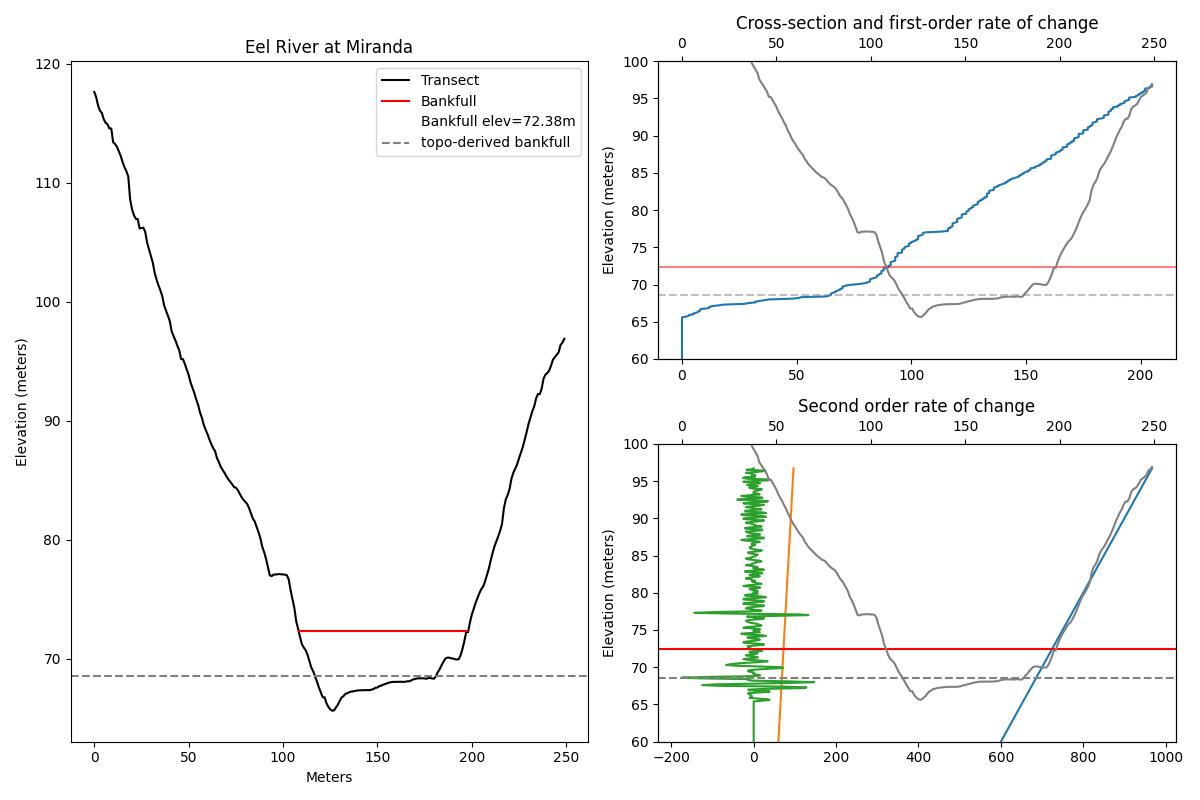 Eel River at Miranda
Elevation (meters)
120
110
100
90
80
70
0 50 100 150 200 250
Meters
Transect
Bankfull
Bankfull elev=72.38m
topo-derived bankfull
Cross-section and first-order rate of change
0 50 100 150 200 250
Elevation (meters)
100
95
90
85
80
75
70
65
60
0 50 100 150 200
Second order rate of change
0 50 100 150 200 250
Elevation (meters)
100
95
90
85
80
75
70
65
60
−200 0 200 400 600 800 1000